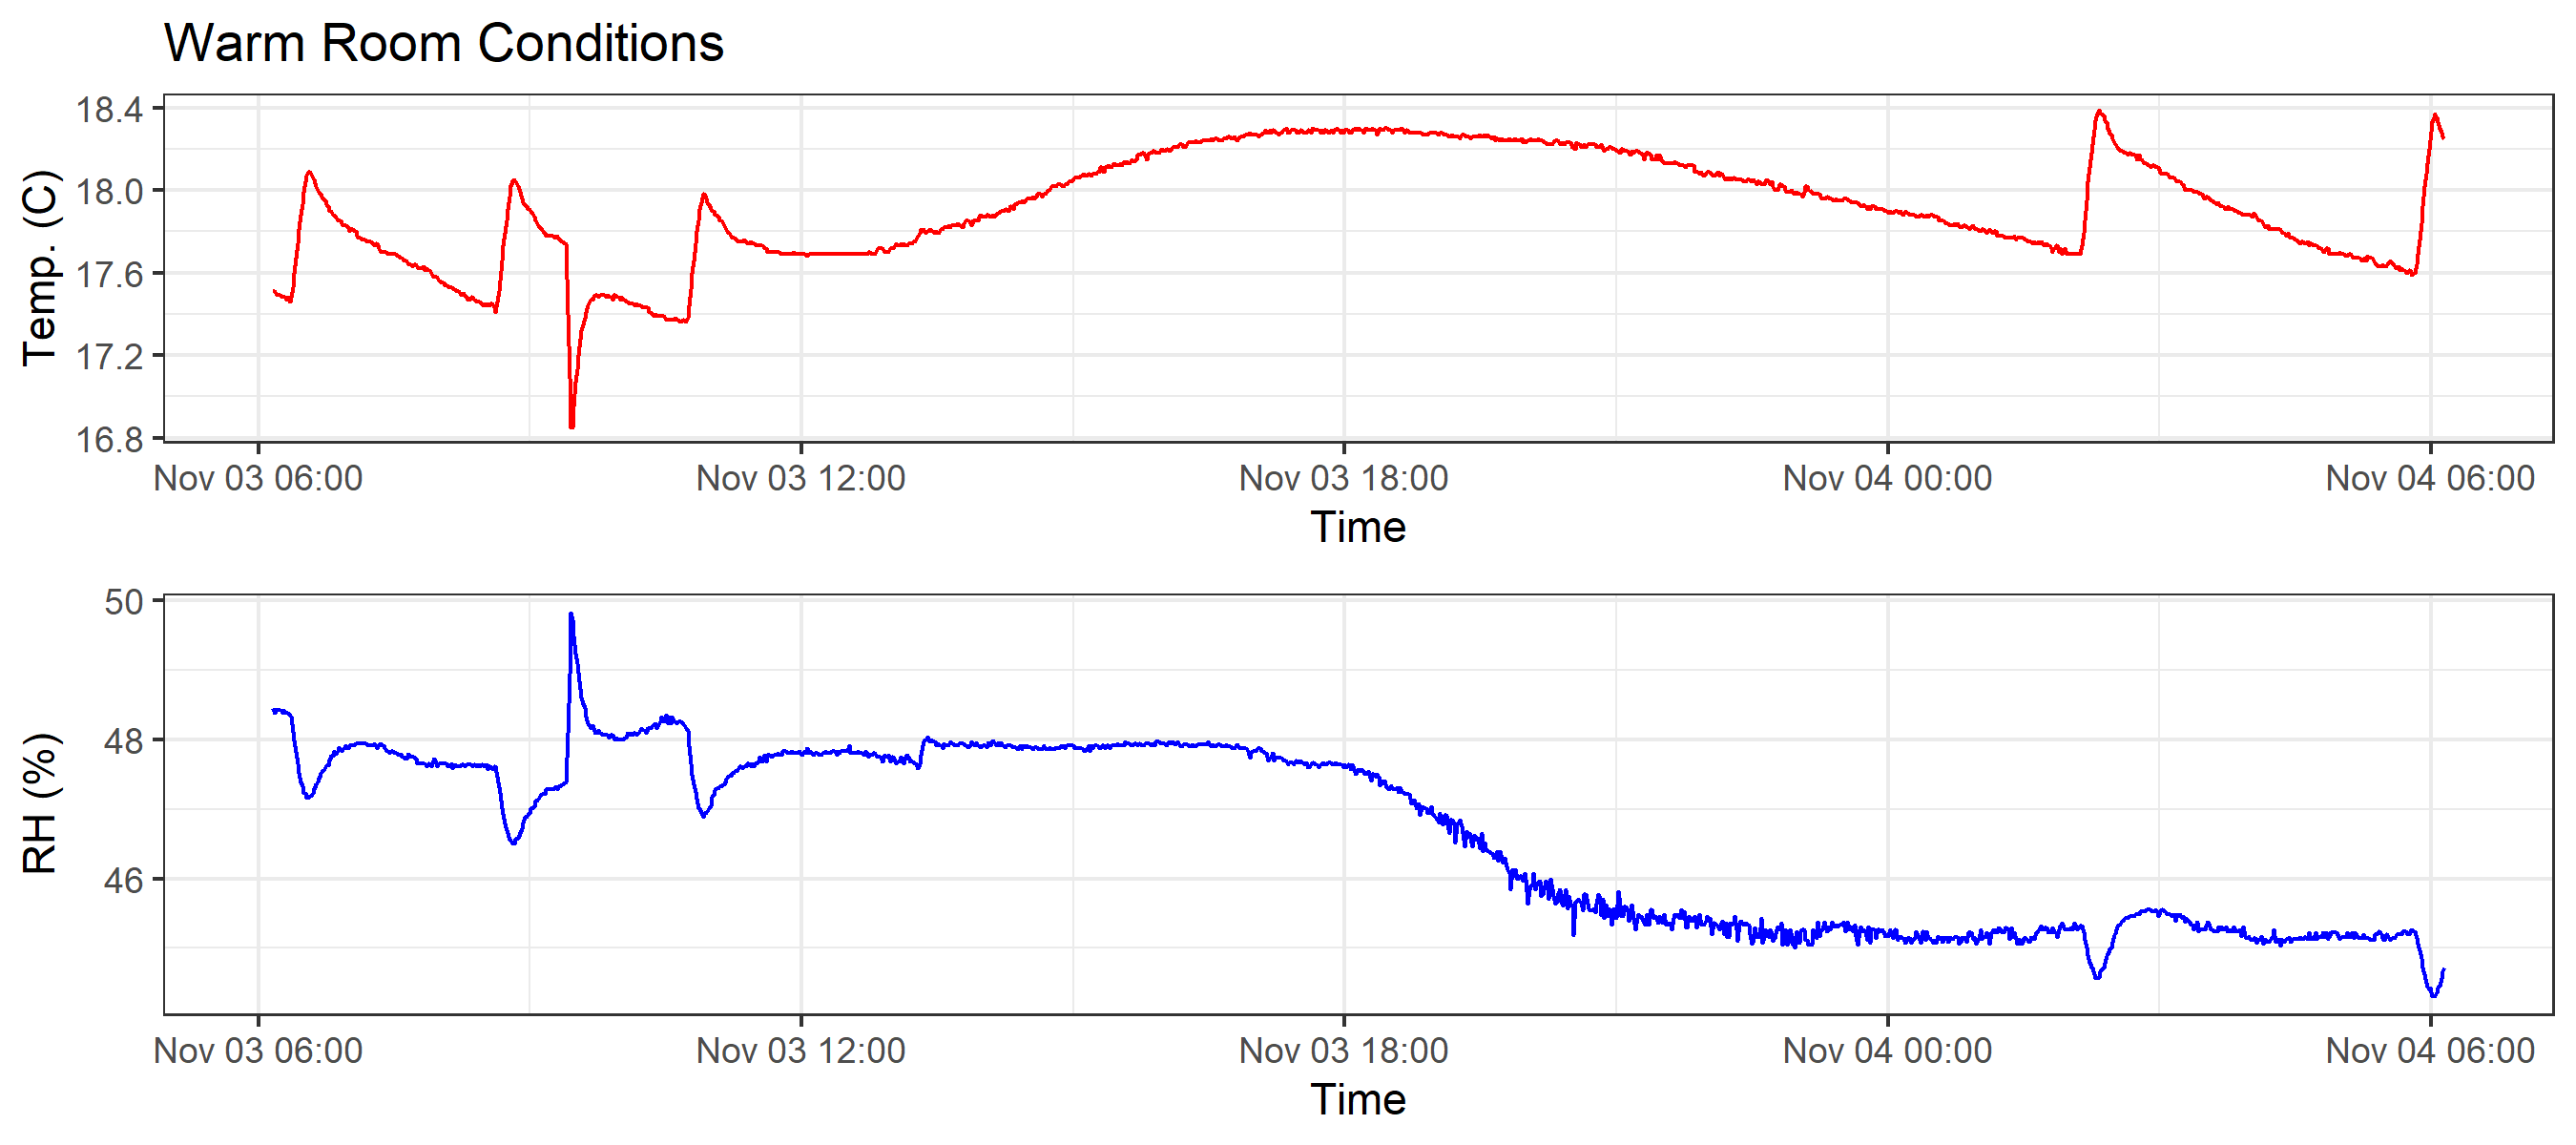 Warm Room Conditions
Temp. (C)
18.4
18.0
17.6
17.2
16.8
Nov 03 06:00 Nov 03 12:00 Nov 03 18:00 Nov 04 00:00 Nov 04 06:00
Time
RH (%)
50
48
46
Nov 03 06:00 Nov 03 12:00 Nov 03 18:00 Nov 04 00:00 Nov 04 06:00
Time